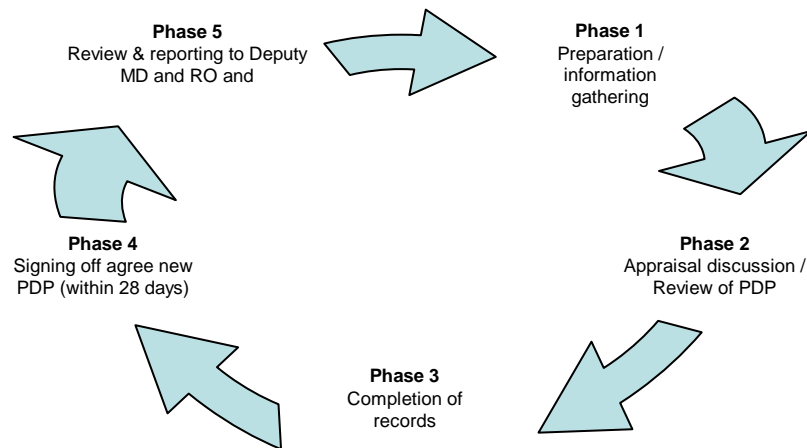 Phase 5
Review & reporting to Deputy
MD and RO and
Phase 1
Preparation /
information
gathering
Phase 4
Signing off agree new
PDP (within 28 days)
Phase 2
Appraisal discussion /
Review of PDP
Phase 3
Completion of
records